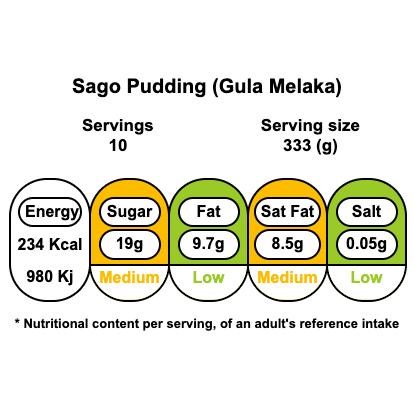 Sago Pudding (Gula Melaka)
Servings
10
Serving size
333 (g)
Energy
234 Kcal
980 Kj
Sugar
19g
Medium
Fat
9.7g
Low
Sat Fat
8.5g
Medium
Salt
0.05g
Low
* Nutritional content per serving, of an adult's reference intake